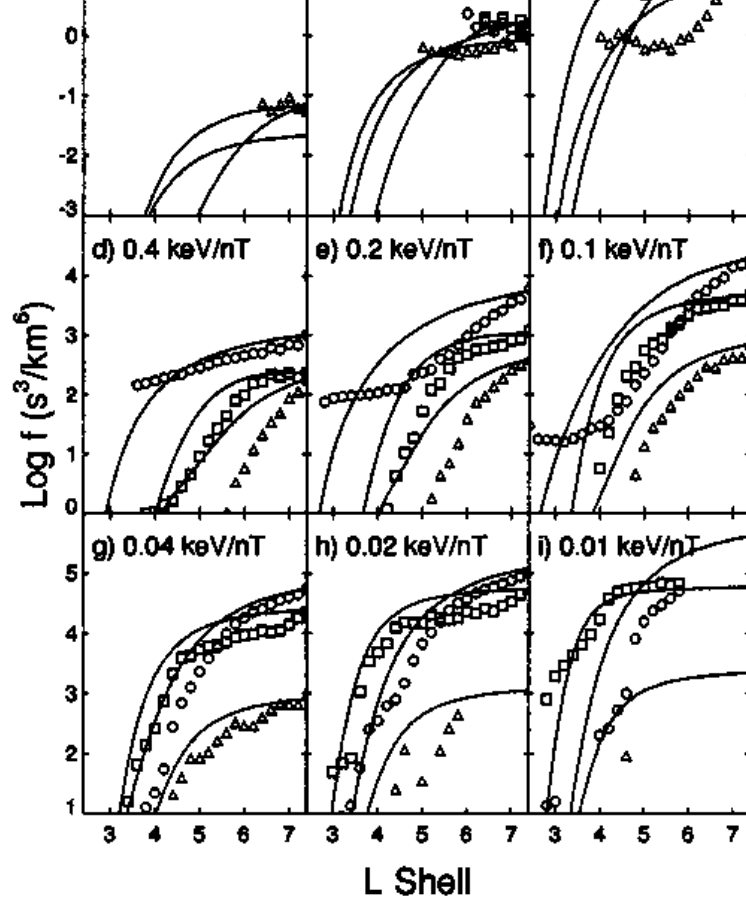 0
-1
-2
-3
d) 0.4 keV/nT
e) 0.2 keV/nT
f) 0.1 keV/nT
4
3
2
1
0
Log f (s³/km⁶)
g) 0.04 keV/nT
h) 0.02 keV/nT
i) 0.01 keV/nT
5
4
3
2
1
3 4 5 6 7 3 4 5 6 7 3 4 5 6 7
L Shell